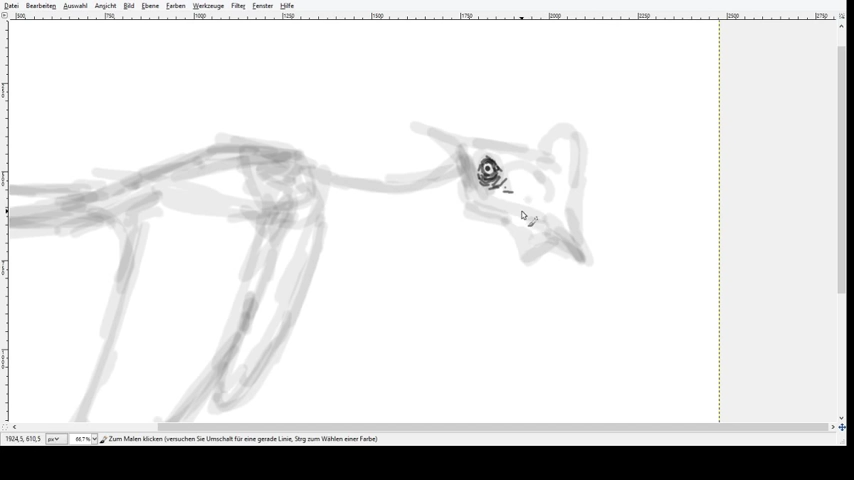 Datei Bearbeiten Auswahl Ansicht Bild Ebene Farben Werkzeuge Filter Fenster Hilfe
500 750 1000 1250 1500 1750 2000 2250 2500 2750
1924,5, 610,5 px 66.7% Zum Malen klicken (versuchen Sie Umschalt für eine gerade Linie, Strg zum Wählen einer Farbe)